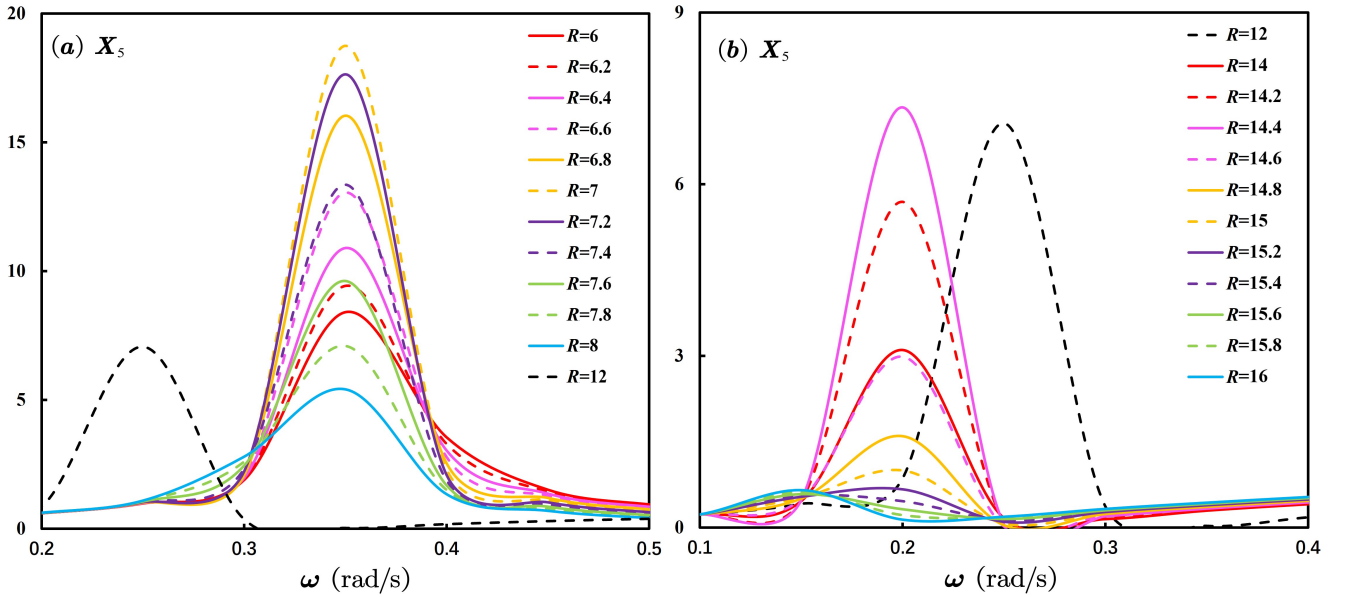 (a) X5
20
15
10
5
0
0.2 0.3 0.4 0.5
ω (rad/s)
R=6
R=6.2
R=6.4
R=6.6
R=6.8
R=7
R=7.2
R=7.4
R=7.6
R=7.8
R=8
R=12
(b) X5
9
6
3
0
0.1 0.2 0.3 0.4
ω (rad/s)
R=12
R=14
R=14.2
R=14.4
R=14.6
R=14.8
R=15
R=15.2
R=15.4
R=15.6
R=15.8
R=16